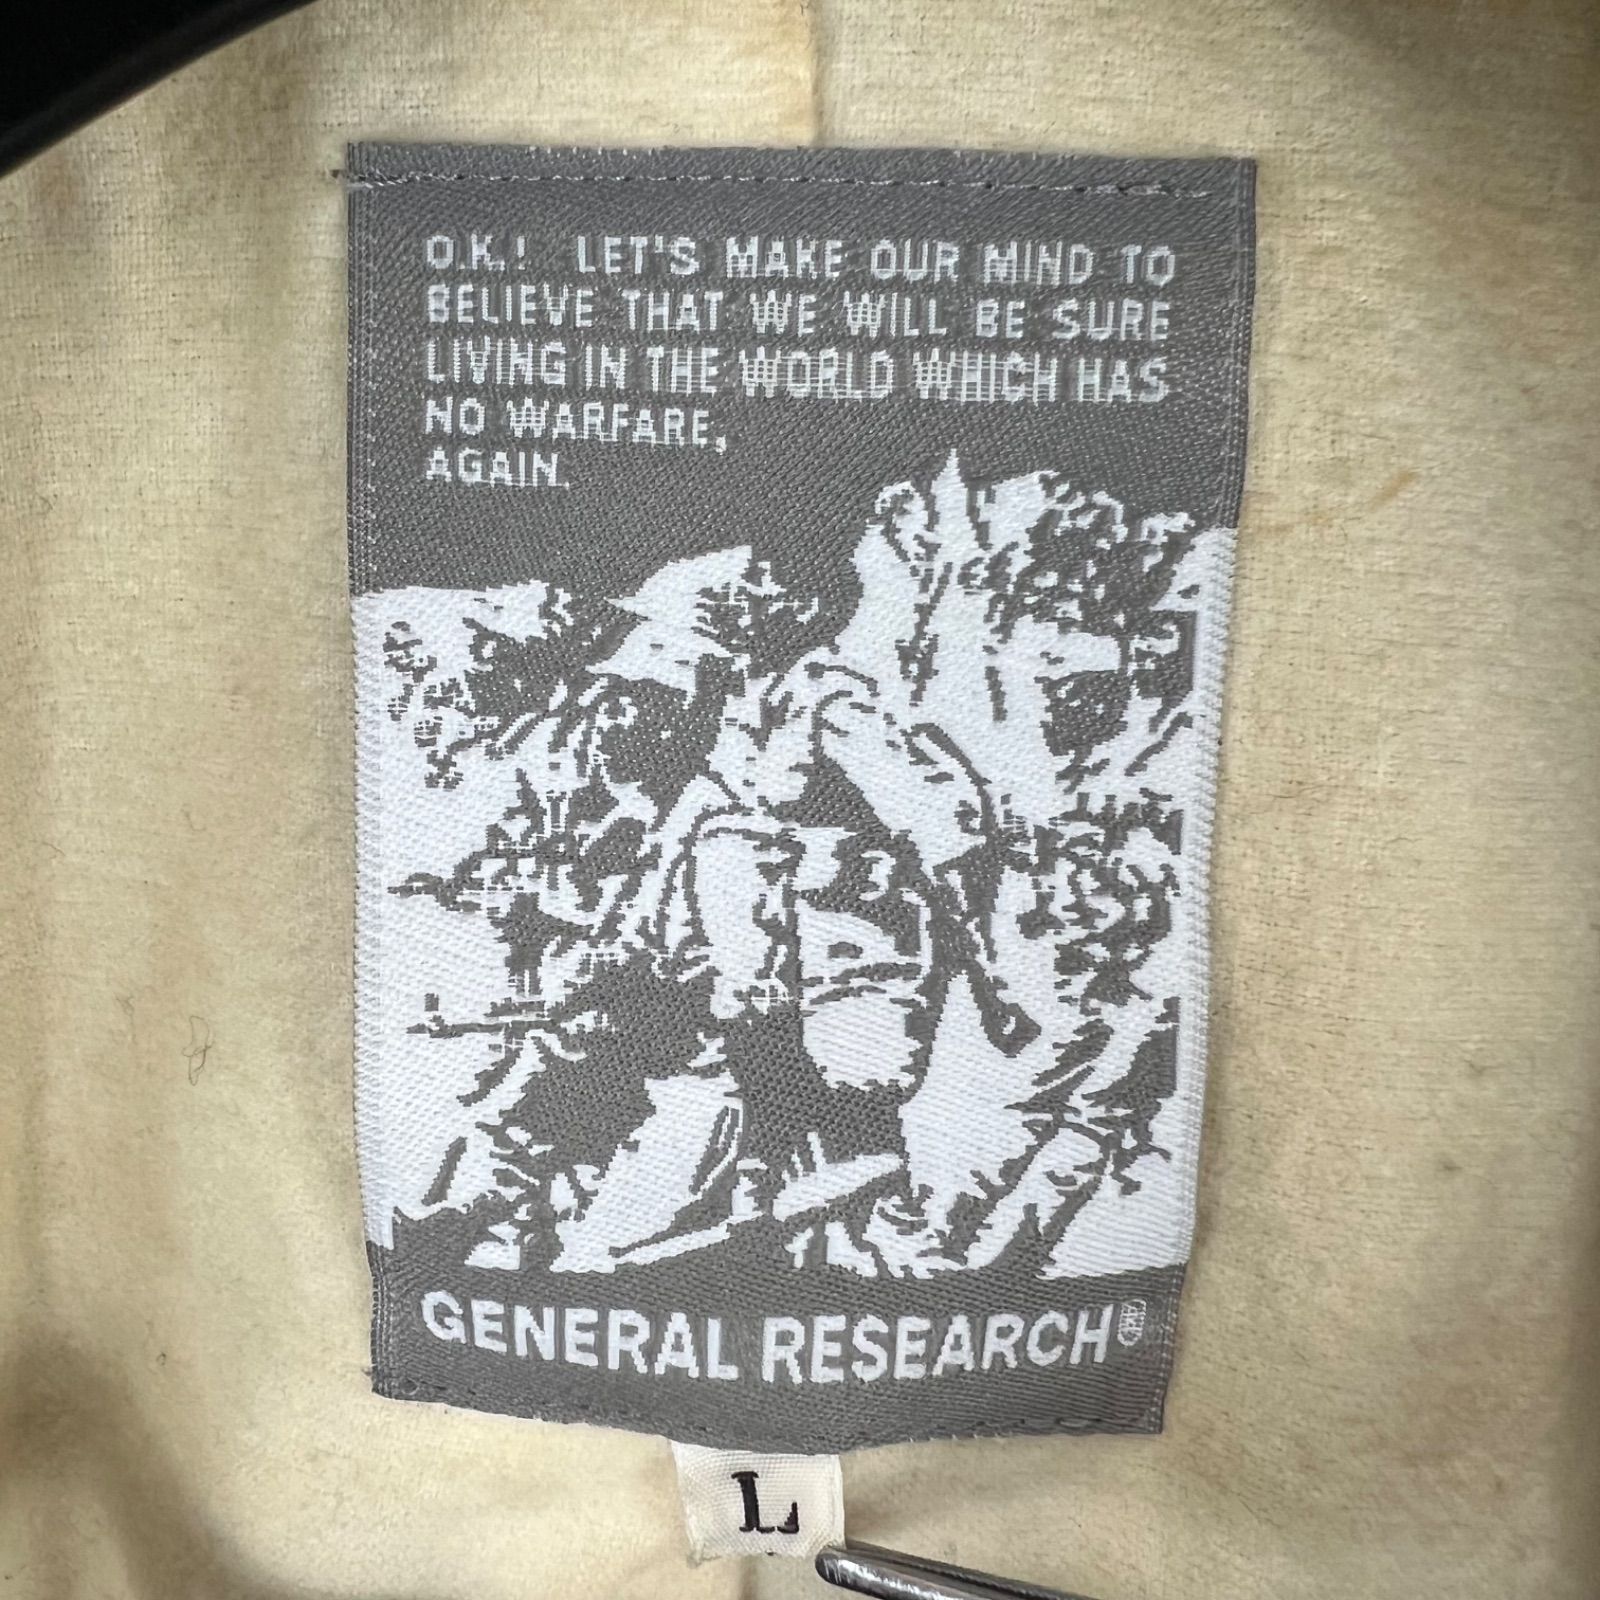 O.K.! LET'S MAKE OUR MIND TO
BELIEVE THAT WE WILL BE SURE
LIVING IN THE WORLD WHICH HAS
NO WARFARE,
AGAIN.
GENERAL RESEARCH®
L